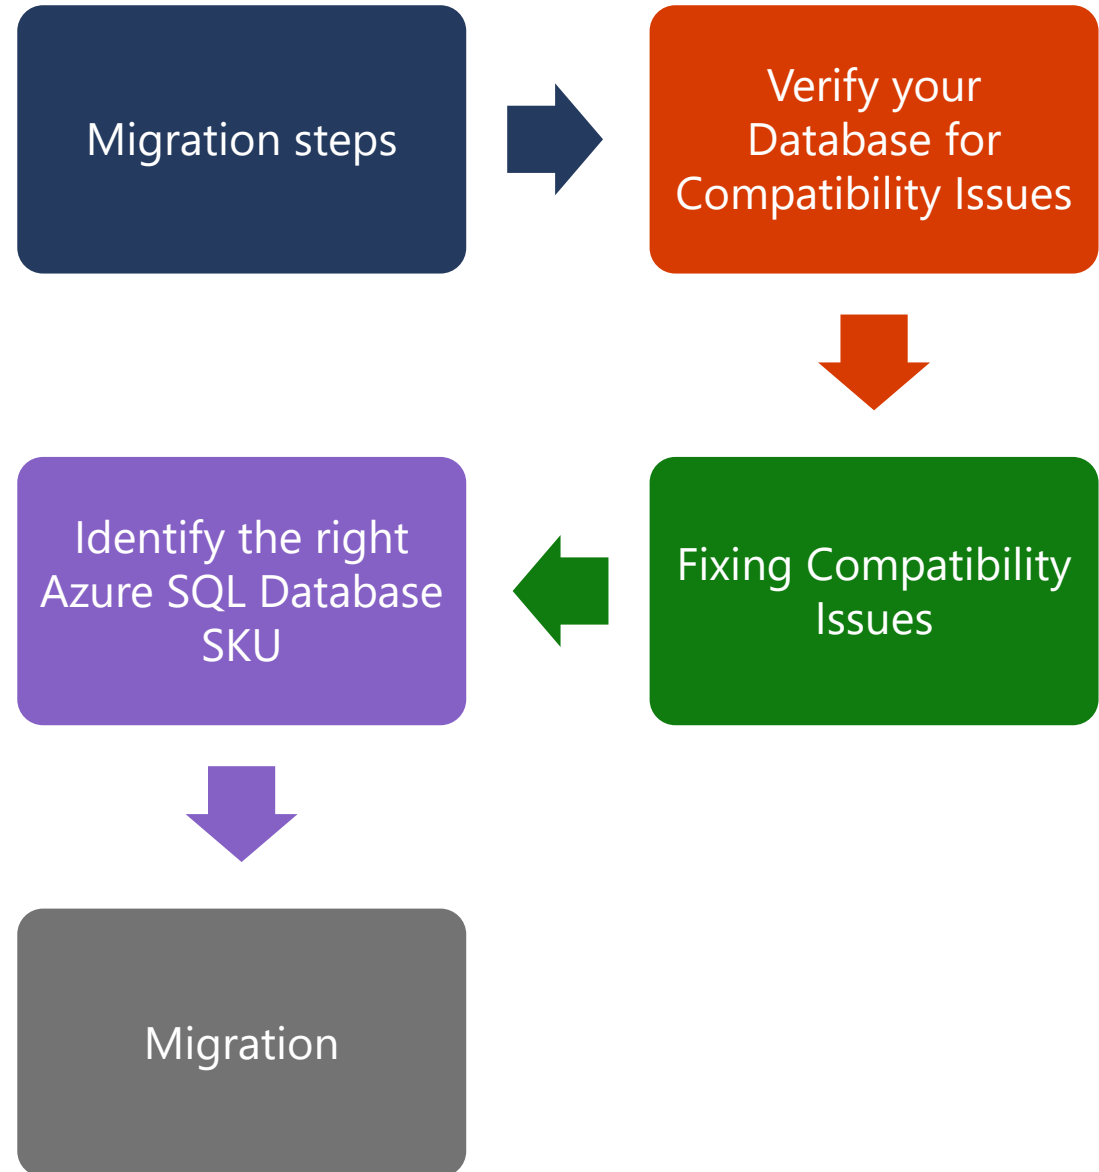 Migration steps
Verify your
Database for
Compatibility Issues
Fixing Compatibility
Issues
Identify the right
Azure SQL Database
SKU
Migration